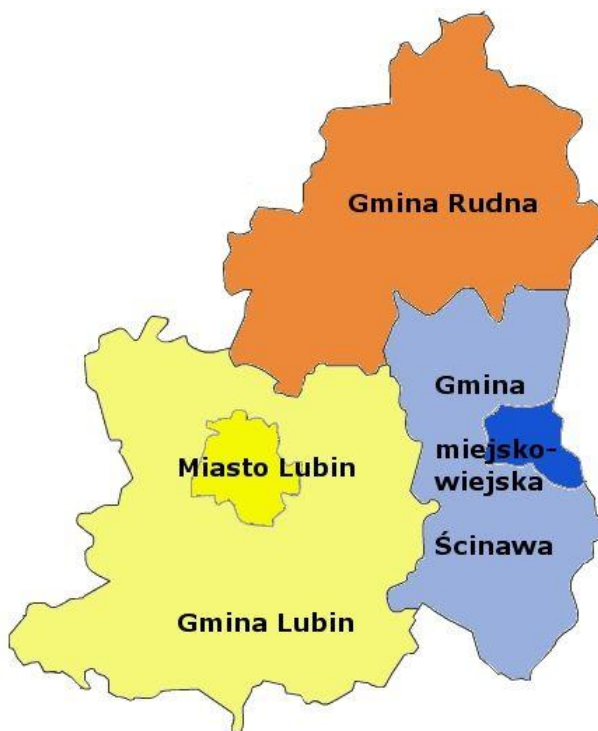 Gmina Rudna
Gmina
miejsko-
wiejska
Ścinawa
Miasto Lubin
Gmina Lubin